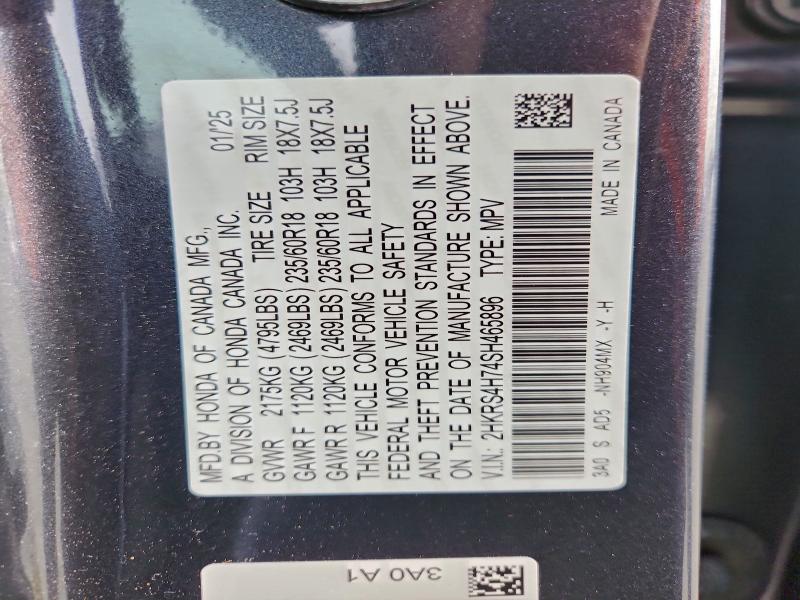 MFD.BY HONDA OF CANADA MFG., 01/25
A DIVISION OF HONDA CANADA INC.
GVWR 2175KG (4795LBS) TIRE SIZE RIM SIZE
GAWR F 1120KG (2469LBS) 235/60R18 103H 18X7.5J
GAWR R 1120KG (2469LBS) 235/60R18 103H 18X7.5J
THIS VEHICLE CONFORMS TO ALL APPLICABLE
FEDERAL MOTOR VEHICLE SAFETY
AND THEFT PREVENTION STANDARDS IN EFFECT
ON THE DATE OF MANUFACTURE SHOWN ABOVE.
V.I.N.: 2HKRS4H74SH465896 TYPE: MPV
3A0 S AD5 -NH904MX -Y -H MADE IN CANADA
3A0 A1